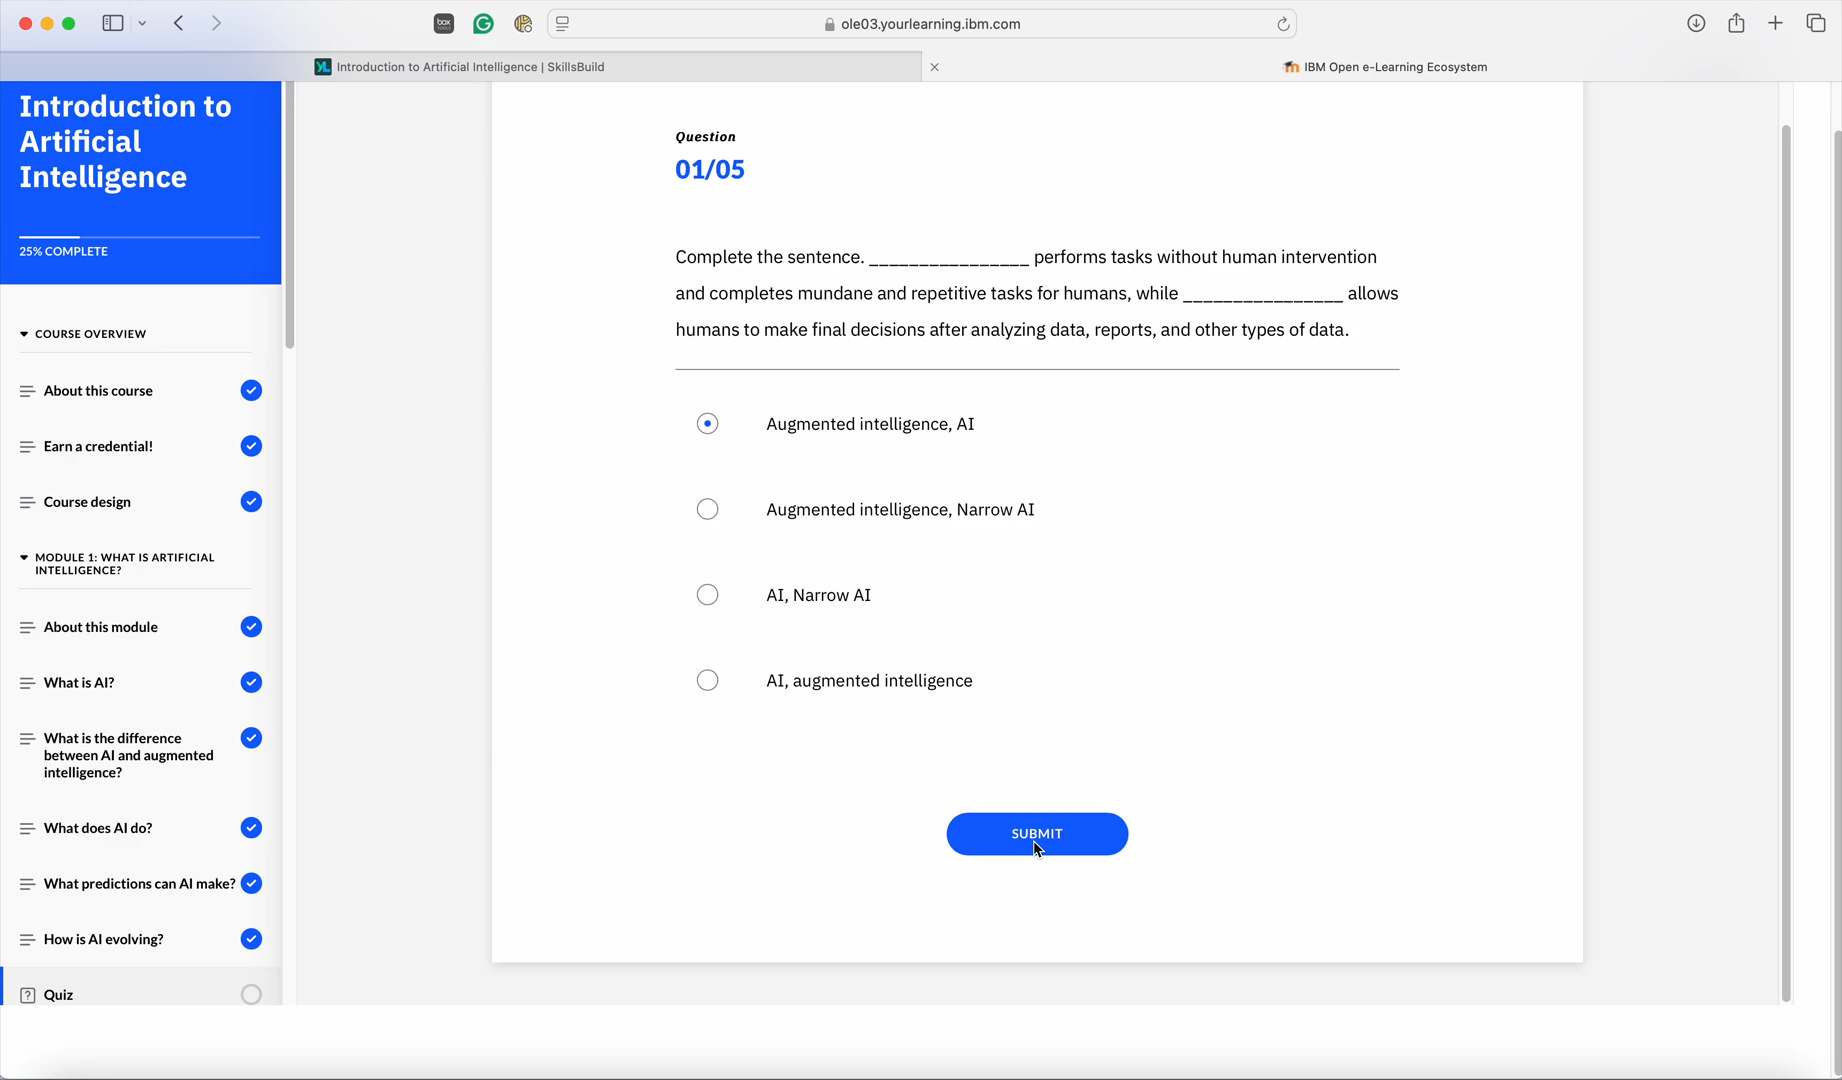 ole03.yourlearning.ibm.com
Introduction to Artificial Intelligence | SkillsBuild
IBM Open e-Learning Ecosystem
Introduction to
Artificial
Intelligence
25% COMPLETE
COURSE OVERVIEW
About this course
Earn a credential!
Course design
MODULE 1: WHAT IS ARTIFICIAL
INTELLIGENCE?
About this module
What is AI?
What is the difference
between AI and augmented
intelligence?
What does AI do?
What predictions can AI make?
How is AI evolving?
Quiz
Question
01/05
Complete the sentence. ________________ performs tasks without human intervention
and completes mundane and repetitive tasks for humans, while ________________ allows
humans to make final decisions after analyzing data, reports, and other types of data.
Augmented intelligence, AI
Augmented intelligence, Narrow AI
AI, Narrow AI
AI, augmented intelligence
SUBMIT